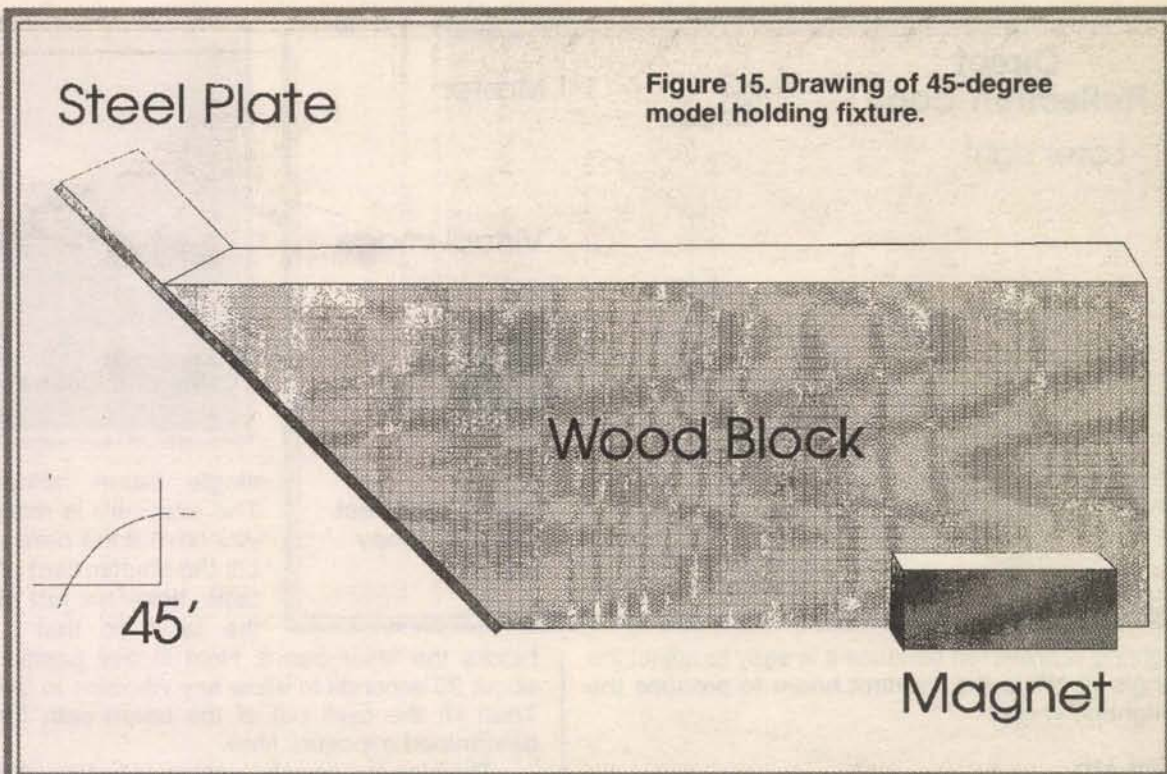 Figure 15. Drawing of 45-degree
model holding fixture.
Steel Plate
Wood Block
45′
Magnet